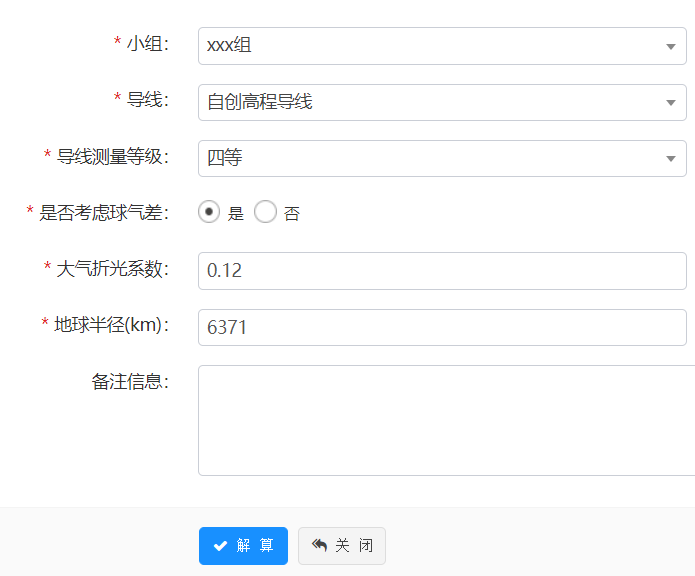 * 小组： xxx组
* 导线： 自创高程导线
* 导线测量等级： 四等
* 是否考虑球气差： 是 否
* 大气折光系数： 0.12
* 地球半径(km)： 6371
备注信息：
解 算 关 闭